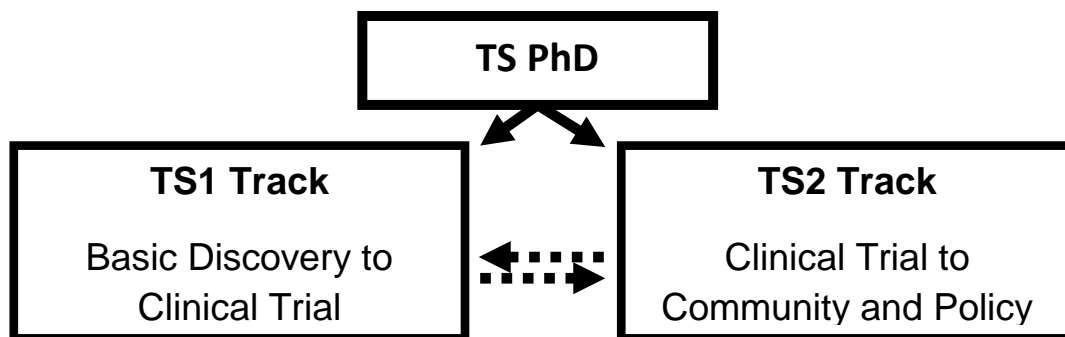 TS PhD
TS1 Track
Basic Discovery to
Clinical Trial
TS2 Track
Clinical Trial to
Community and Policy